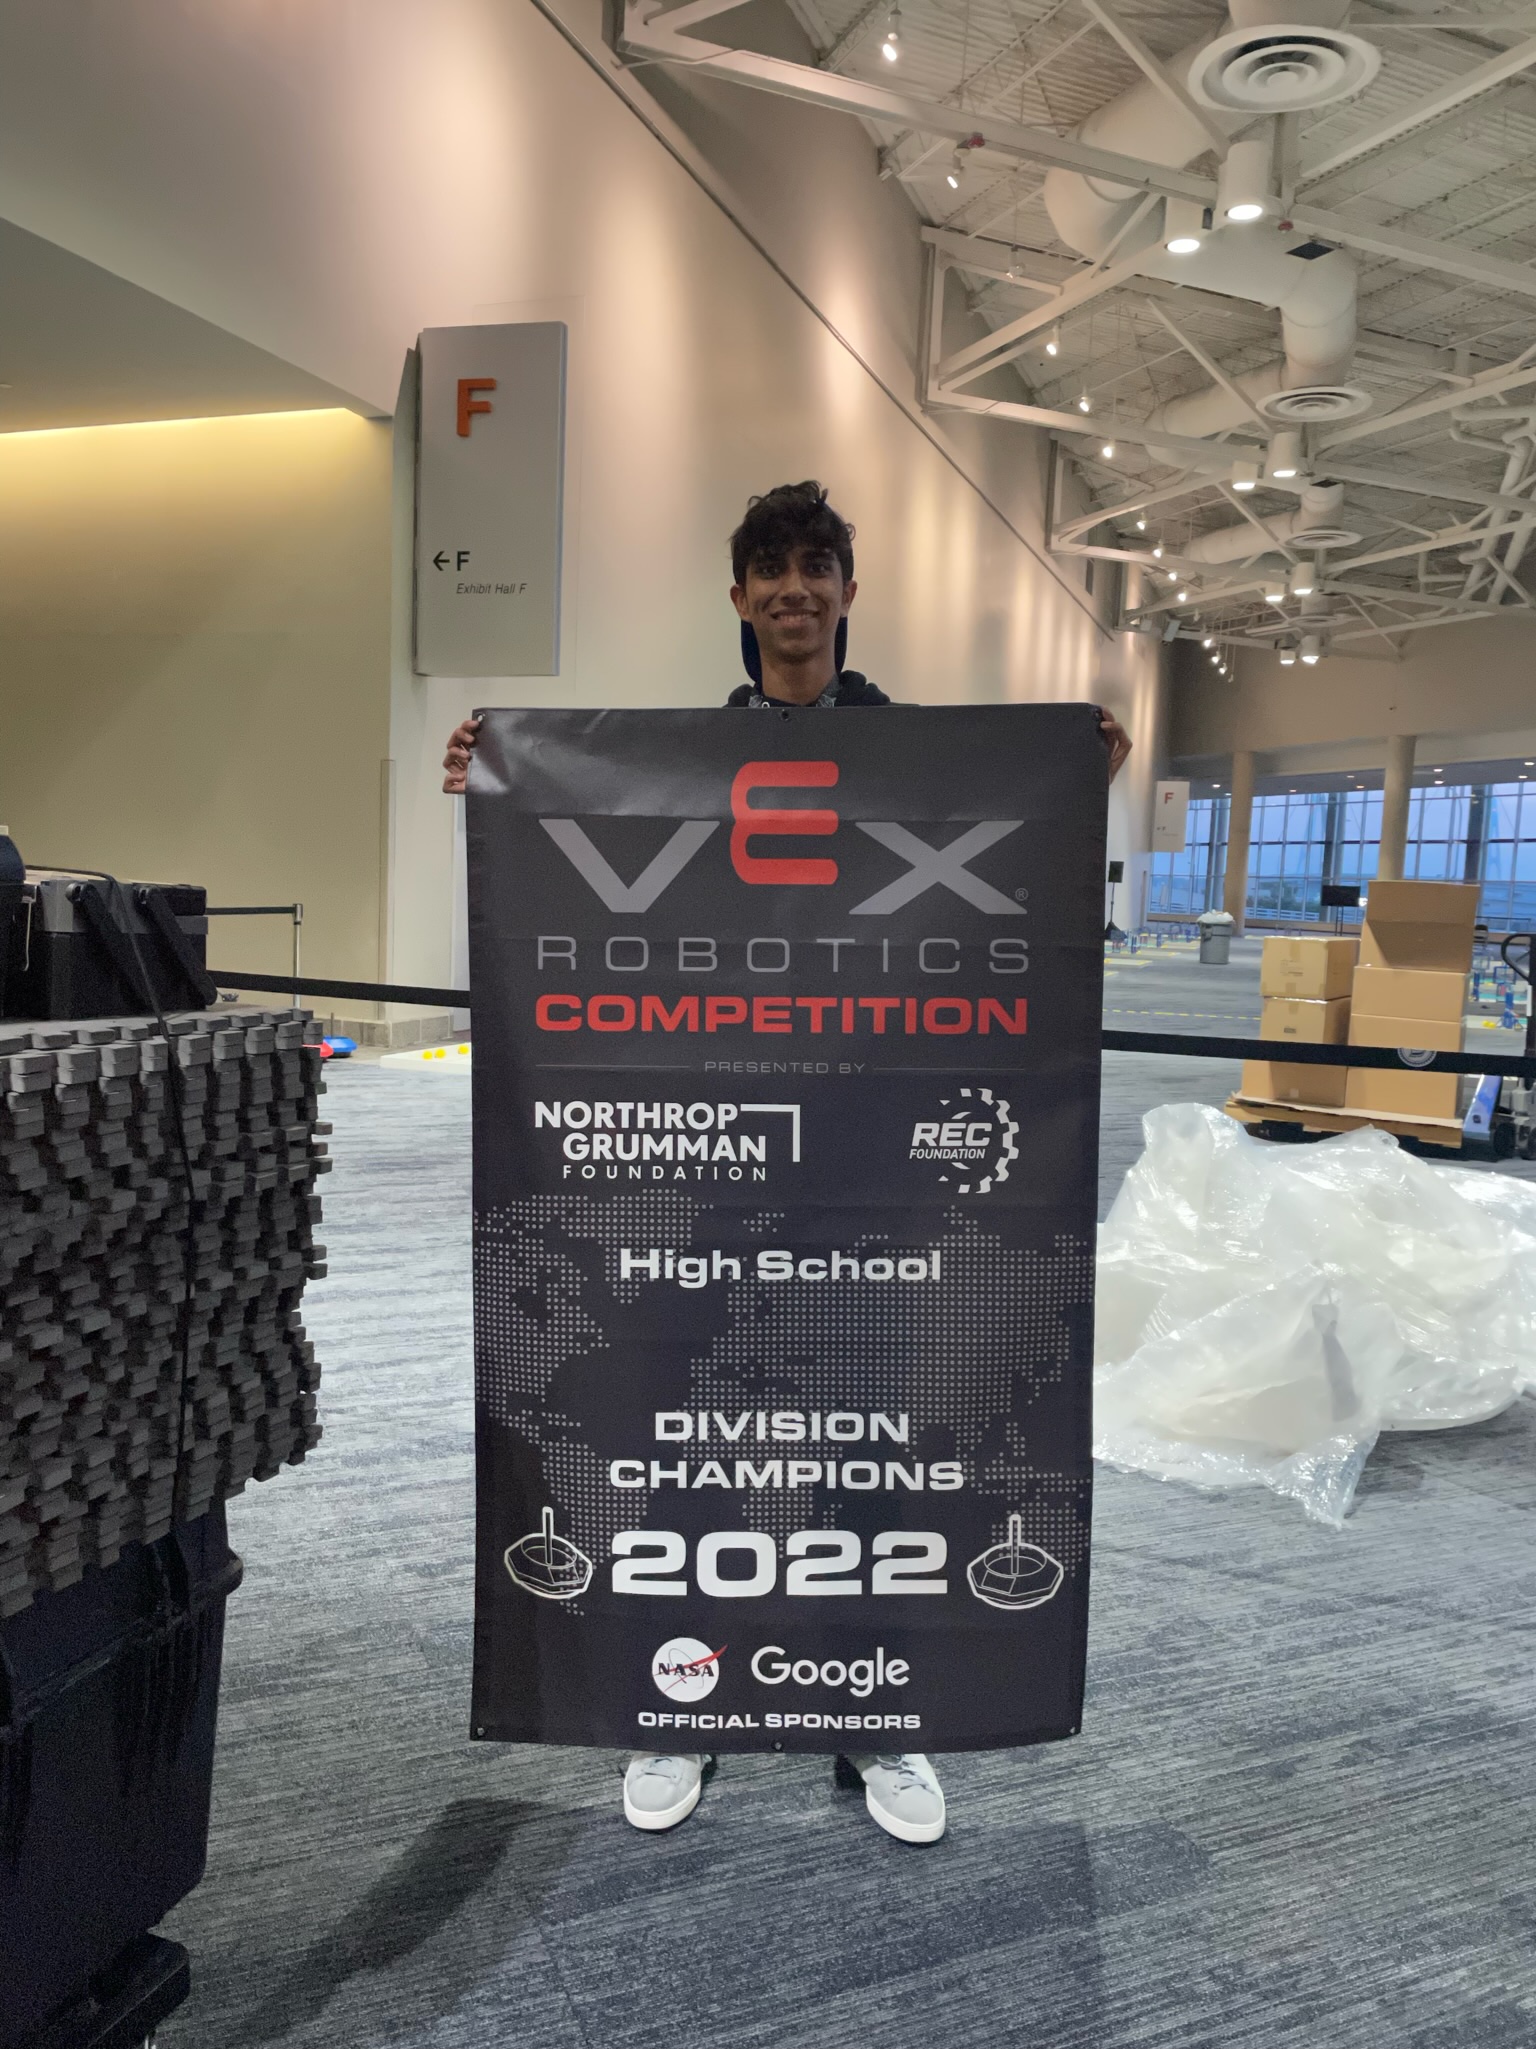 F
← F
Exhibit Hall F
F
VEX®
ROBOTICS
COMPETITION
PRESENTED BY
NORTHROP
GRUMMAN
FOUNDATION
REC
FOUNDATION
High School
DIVISION
CHAMPIONS
2022
NASA
Google
OFFICIAL SPONSORS